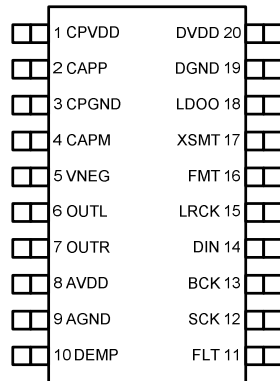 1 CPVDD DVDD 20
2 CAPP DGND 19
3 CPGND LDOO 18
4 CAPM XSMT 17
5 VNEG FMT 16
6 OUTL LRCK 15
7 OUTR DIN 14
8 AVDD BCK 13
9 AGND SCK 12
10 DEMP FLT 11